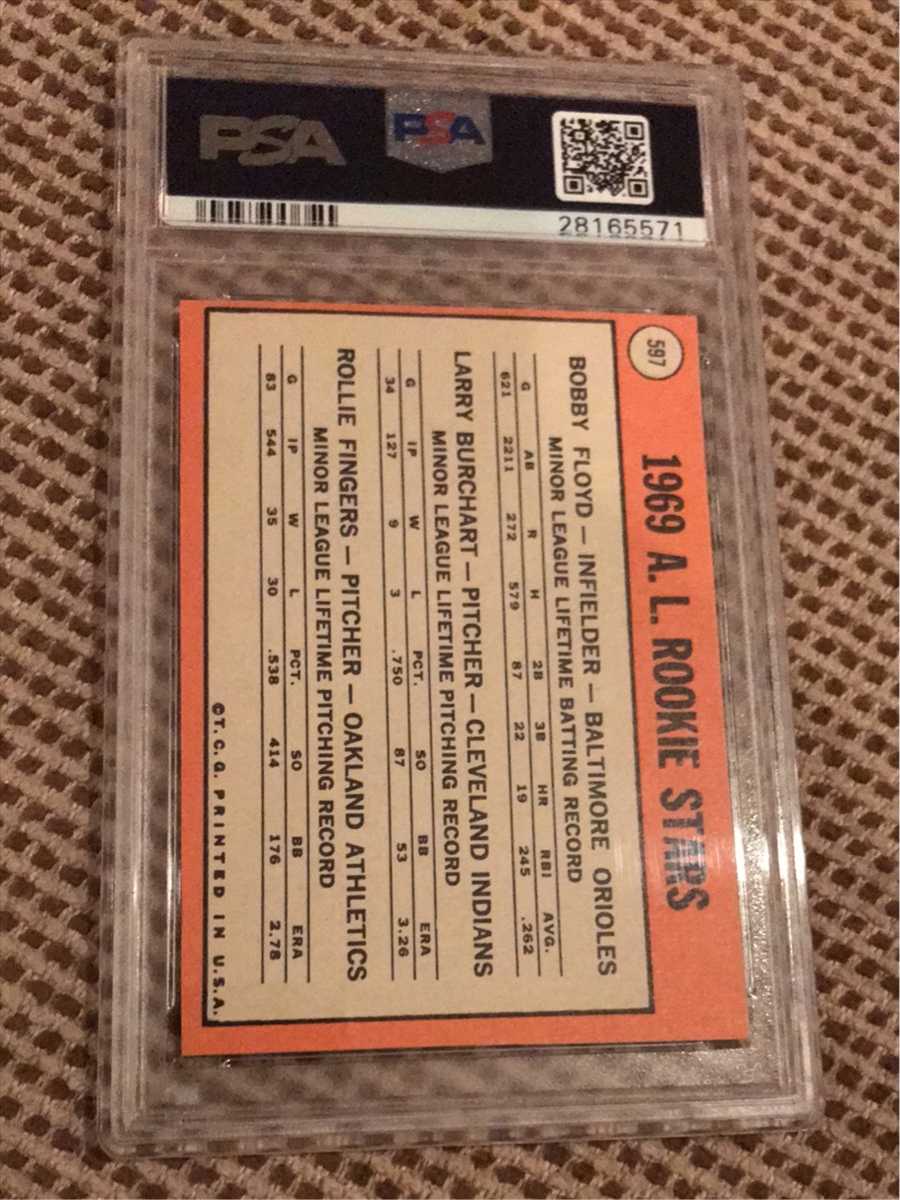 PSA
PSA
28165571
597
1969 A. L. ROOKIE STARS
BOBBY FLOYD — INFIELDER — BALTIMORE ORIOLES
MINOR LEAGUE LIFETIME BATTING RECORD
G AB R H 2B 3B HR RBI AVG.
621 2211 272 579 87 22 19 245 .262
LARRY BURCHART — PITCHER — CLEVELAND INDIANS
MINOR LEAGUE LIFETIME PITCHING RECORD
G IP W L PCT. SO BB ERA
34 127 9 3 .750 87 53 3.26
ROLLIE FINGERS — PITCHER — OAKLAND ATHLETICS
MINOR LEAGUE LIFETIME PITCHING RECORD
G IP W L PCT. SO BB ERA
83 544 35 30 .538 414 176 2.78
©T.C.G. PRINTED IN U.S.A.